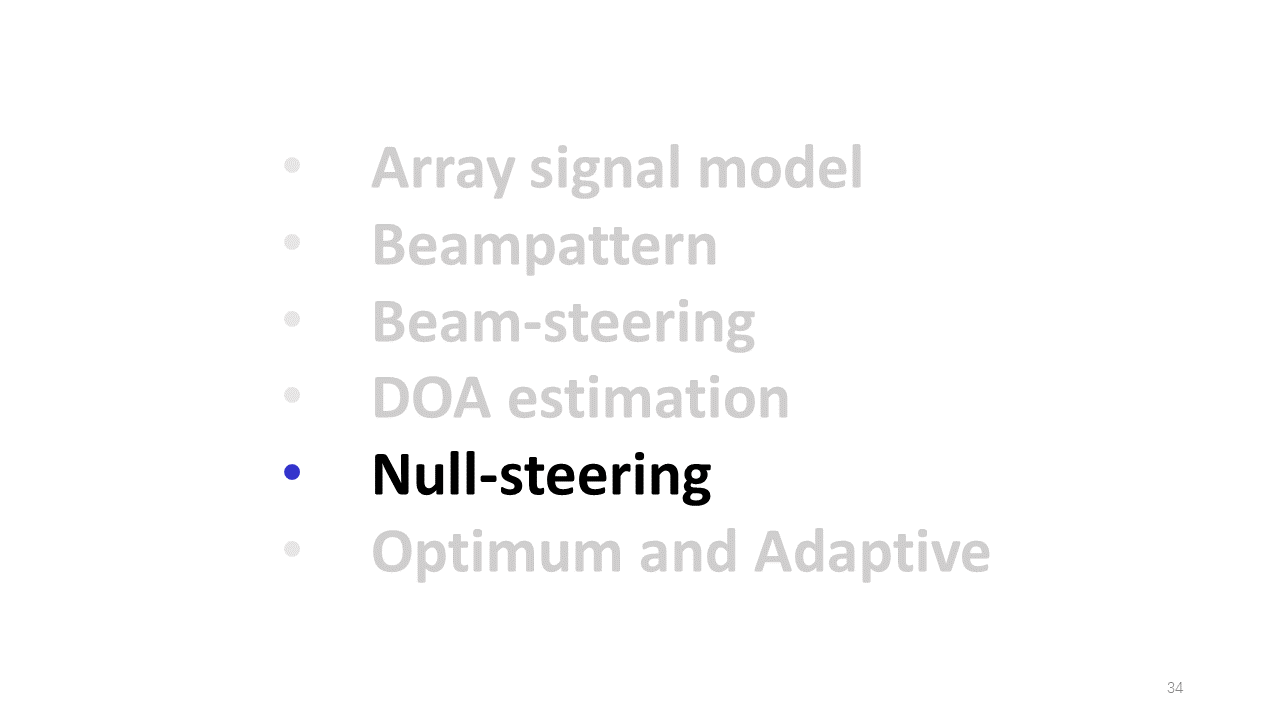 • Array signal model
• Beampattern
• Beam-steering
• DOA estimation
• Null-steering
• Optimum and Adaptive
34